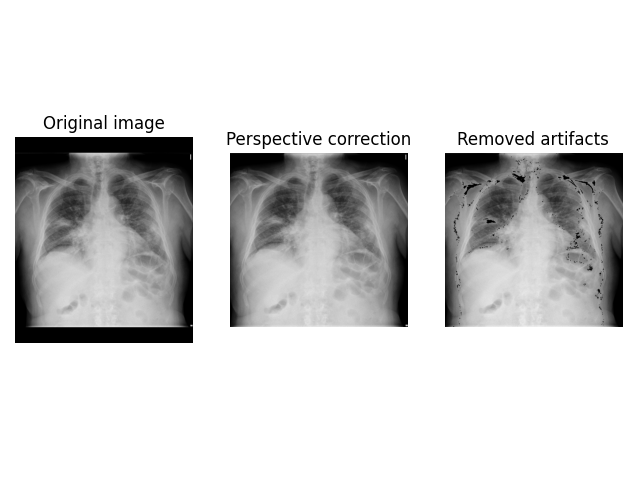 Original image
Perspective correction
Removed artifacts